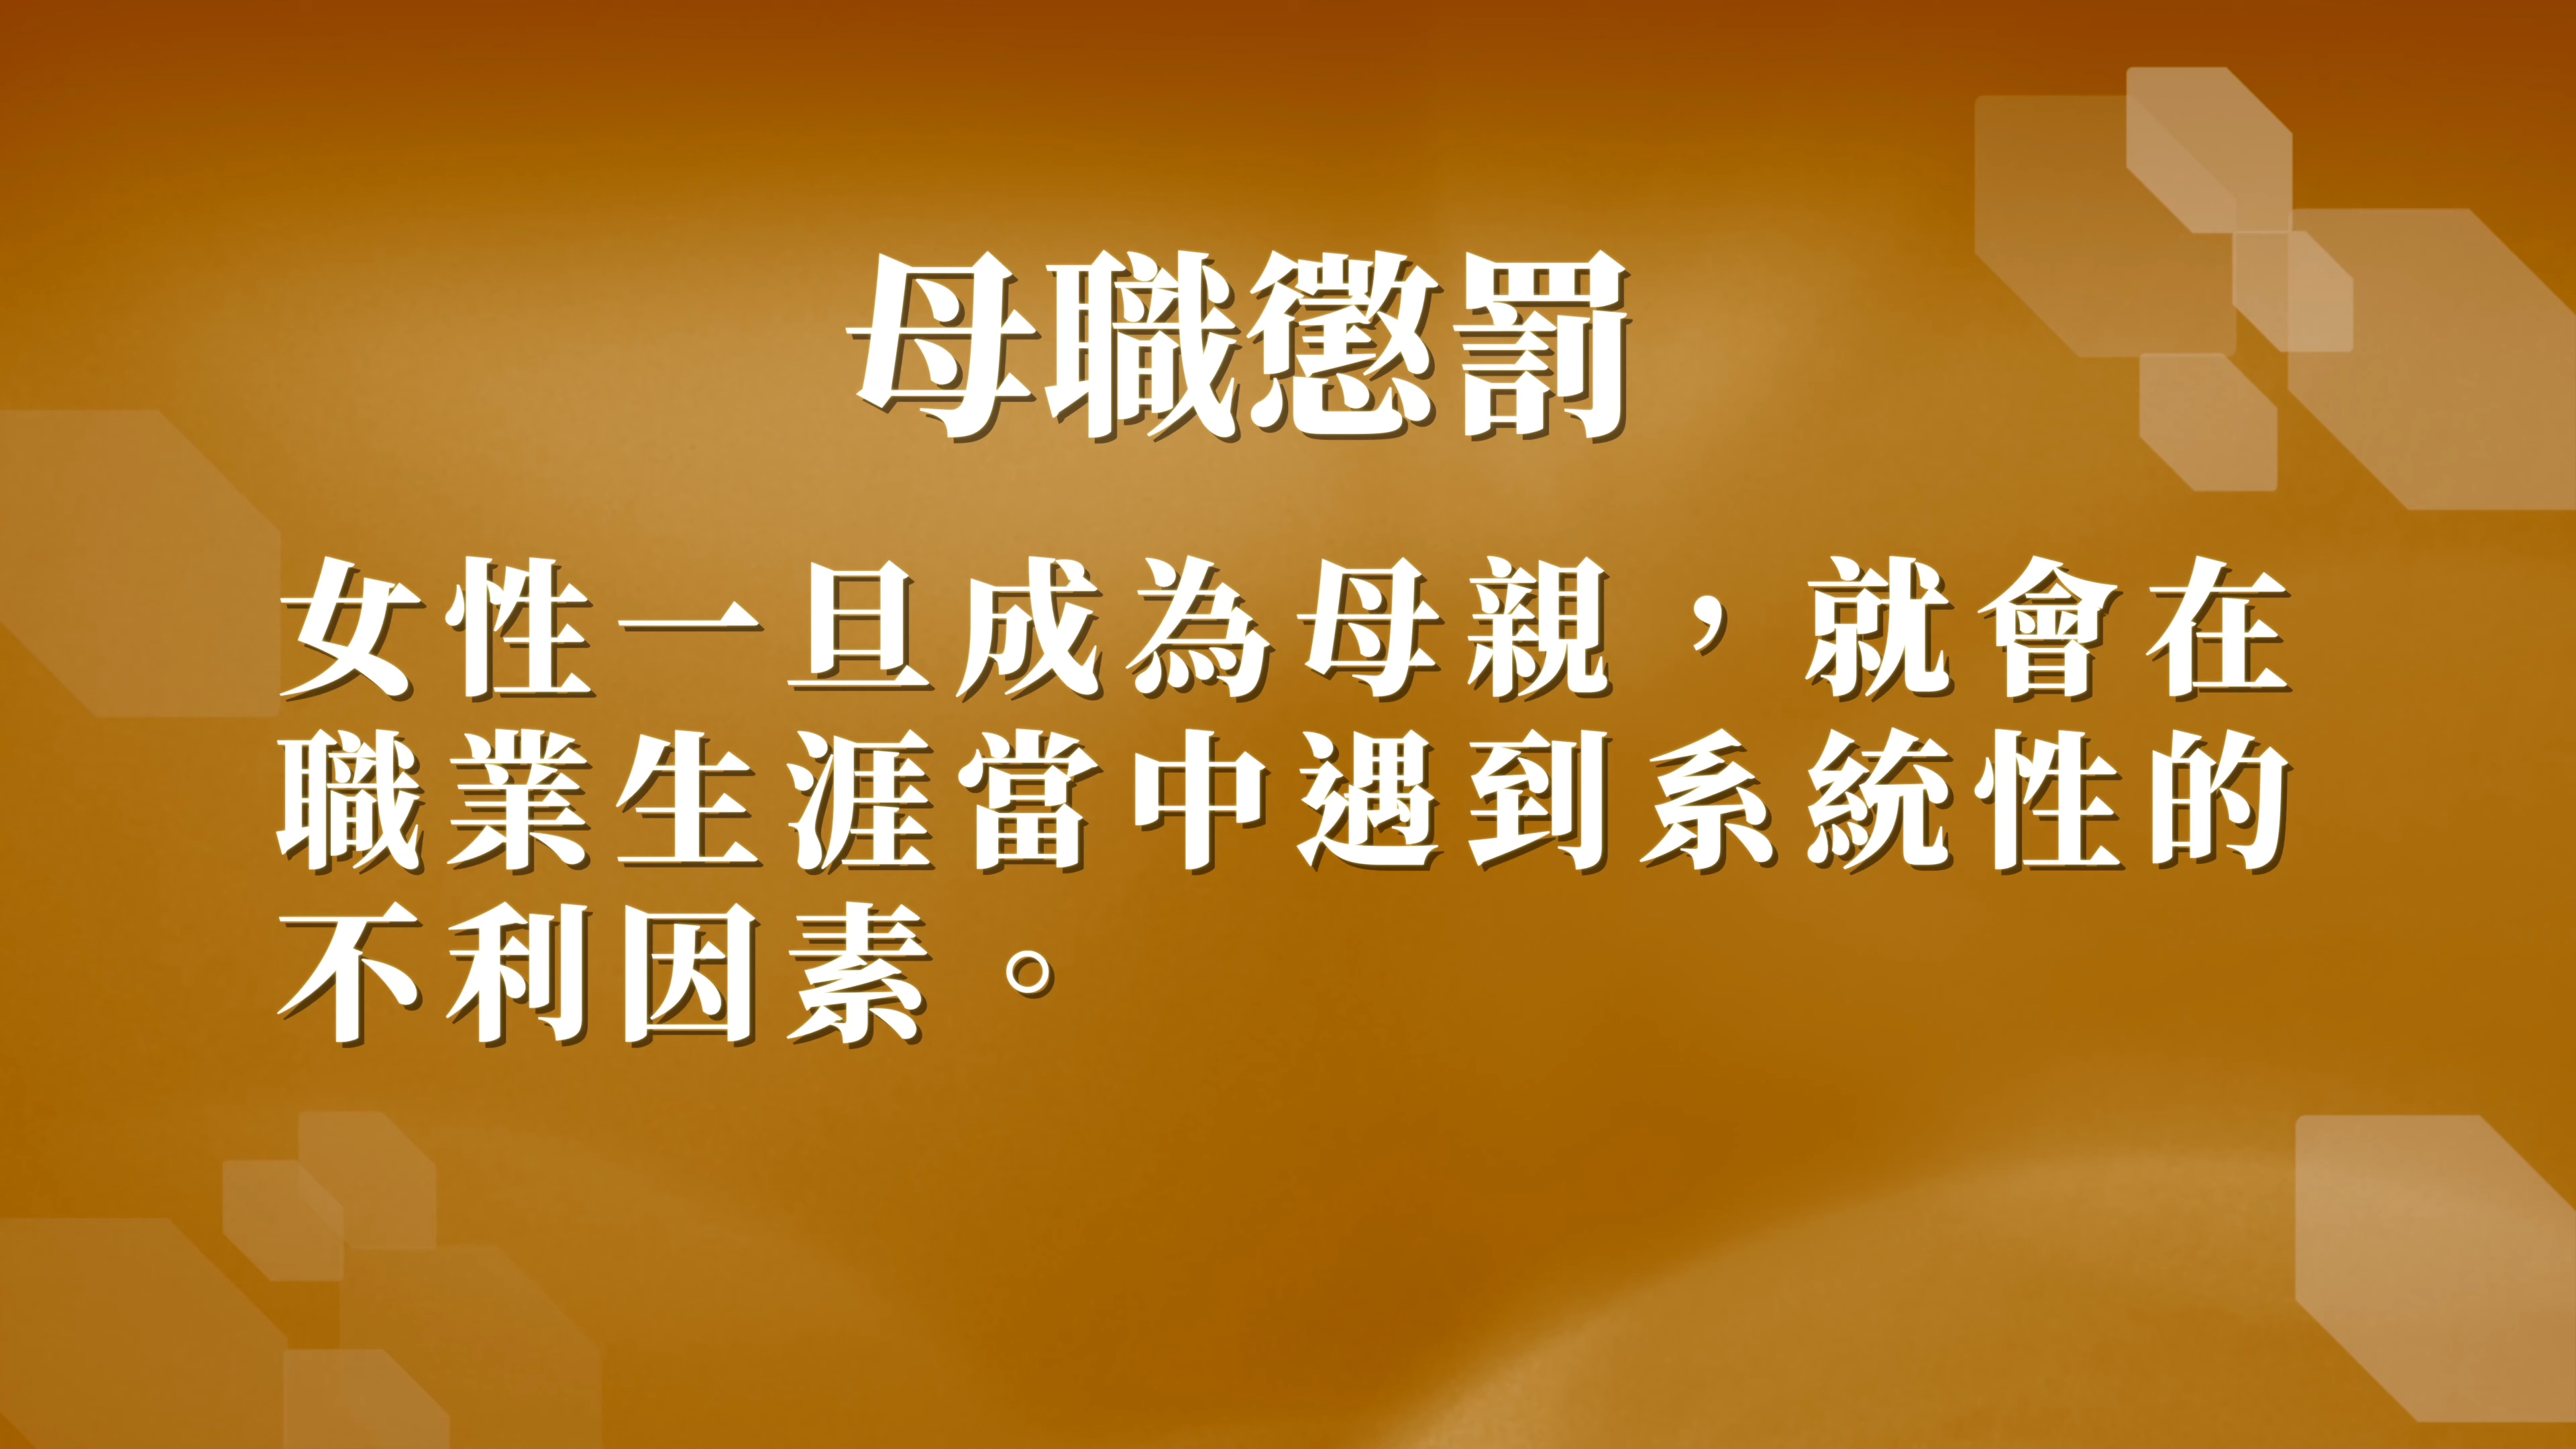 母職懲罰
女性一旦成為母親，就會在
職業生涯當中遇到系統性的
不利因素。